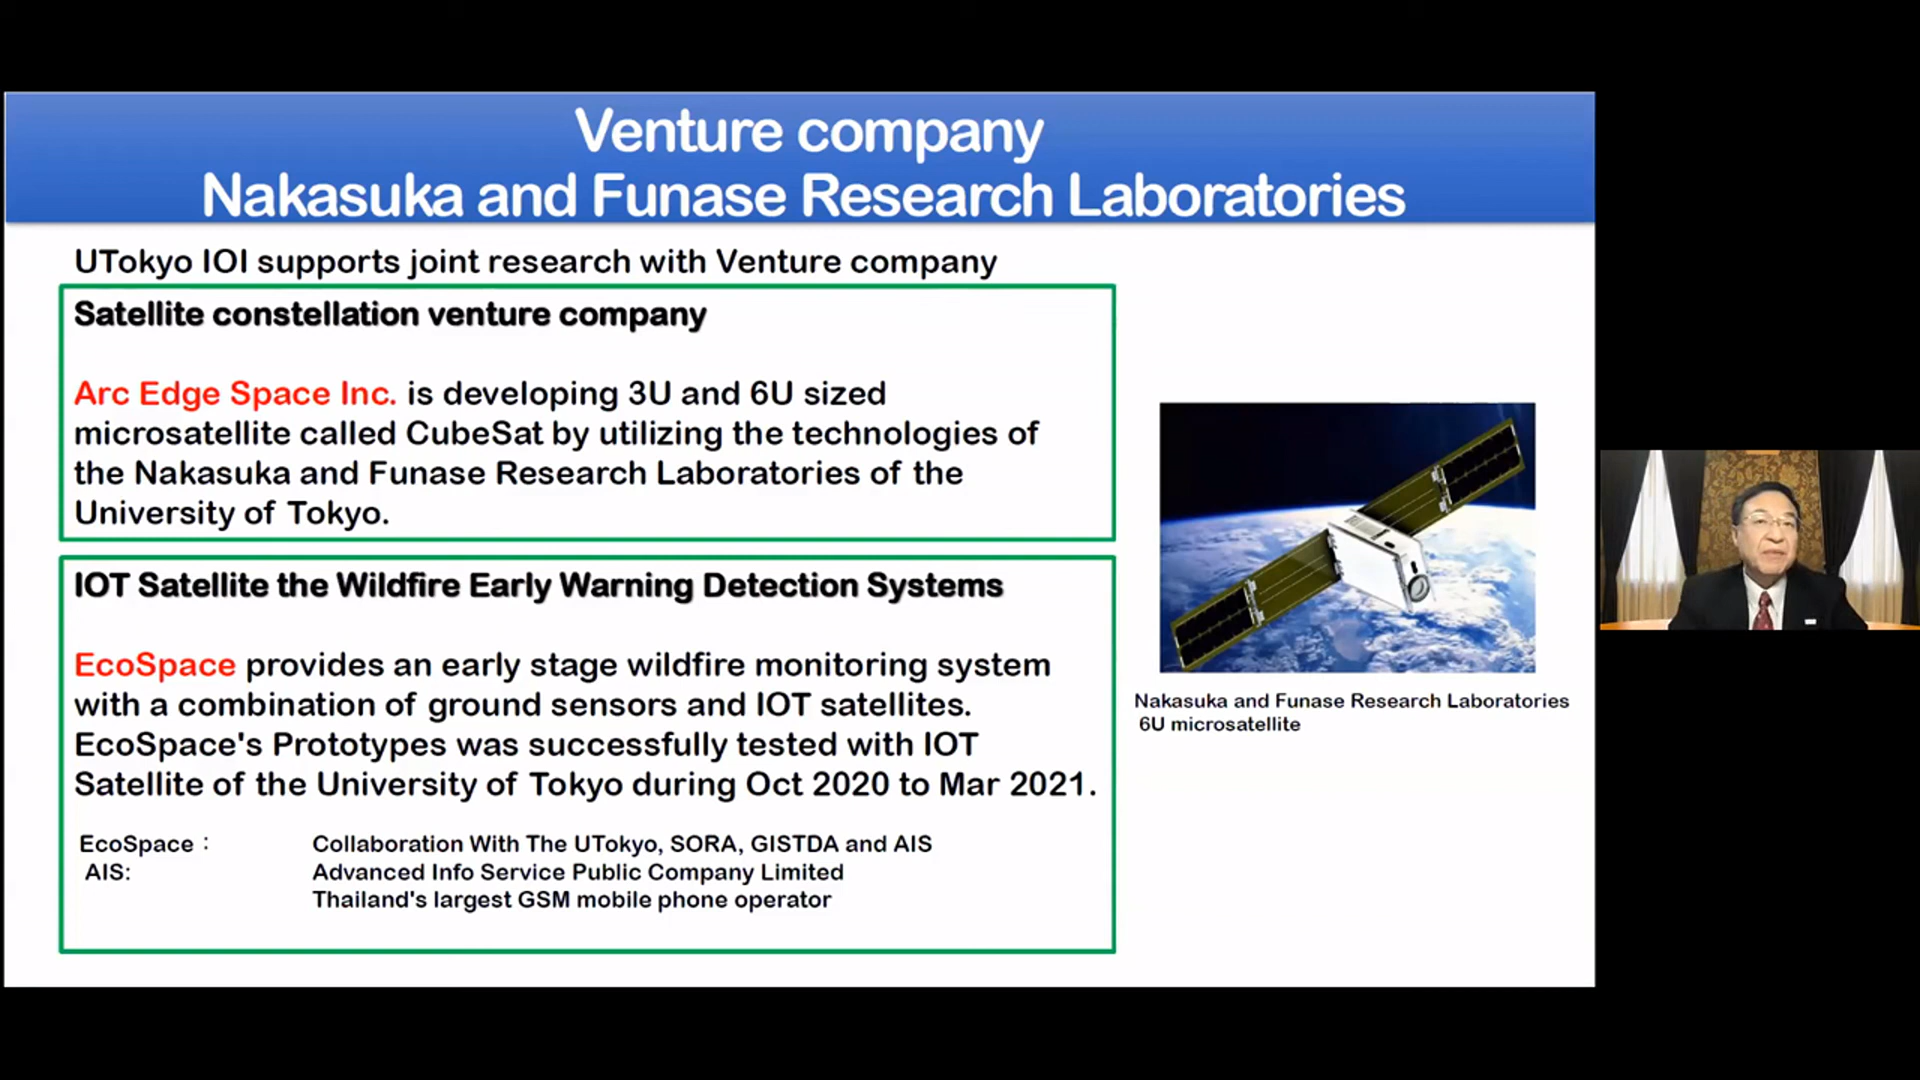 Venture company
Nakasuka and Funase Research Laboratories
UTokyo IOI supports joint research with Venture company
Satellite constellation venture company
Arc Edge Space Inc. is developing 3U and 6U sized
microsatellite called CubeSat by utilizing the technologies of
the Nakasuka and Funase Research Laboratories of the
University of Tokyo.
IOT Satellite the Wildfire Early Warning Detection Systems
EcoSpace provides an early stage wildfire monitoring system
with a combination of ground sensors and IOT satellites.
EcoSpace's Prototypes was successfully tested with IOT
Satellite of the University of Tokyo during Oct 2020 to Mar 2021.
EcoSpace : Collaboration With The UTokyo, SORA, GISTDA and AIS
AIS: Advanced Info Service Public Company Limited
Thailand's largest GSM mobile phone operator
Nakasuka and Funase Research Laboratories
6U microsatellite